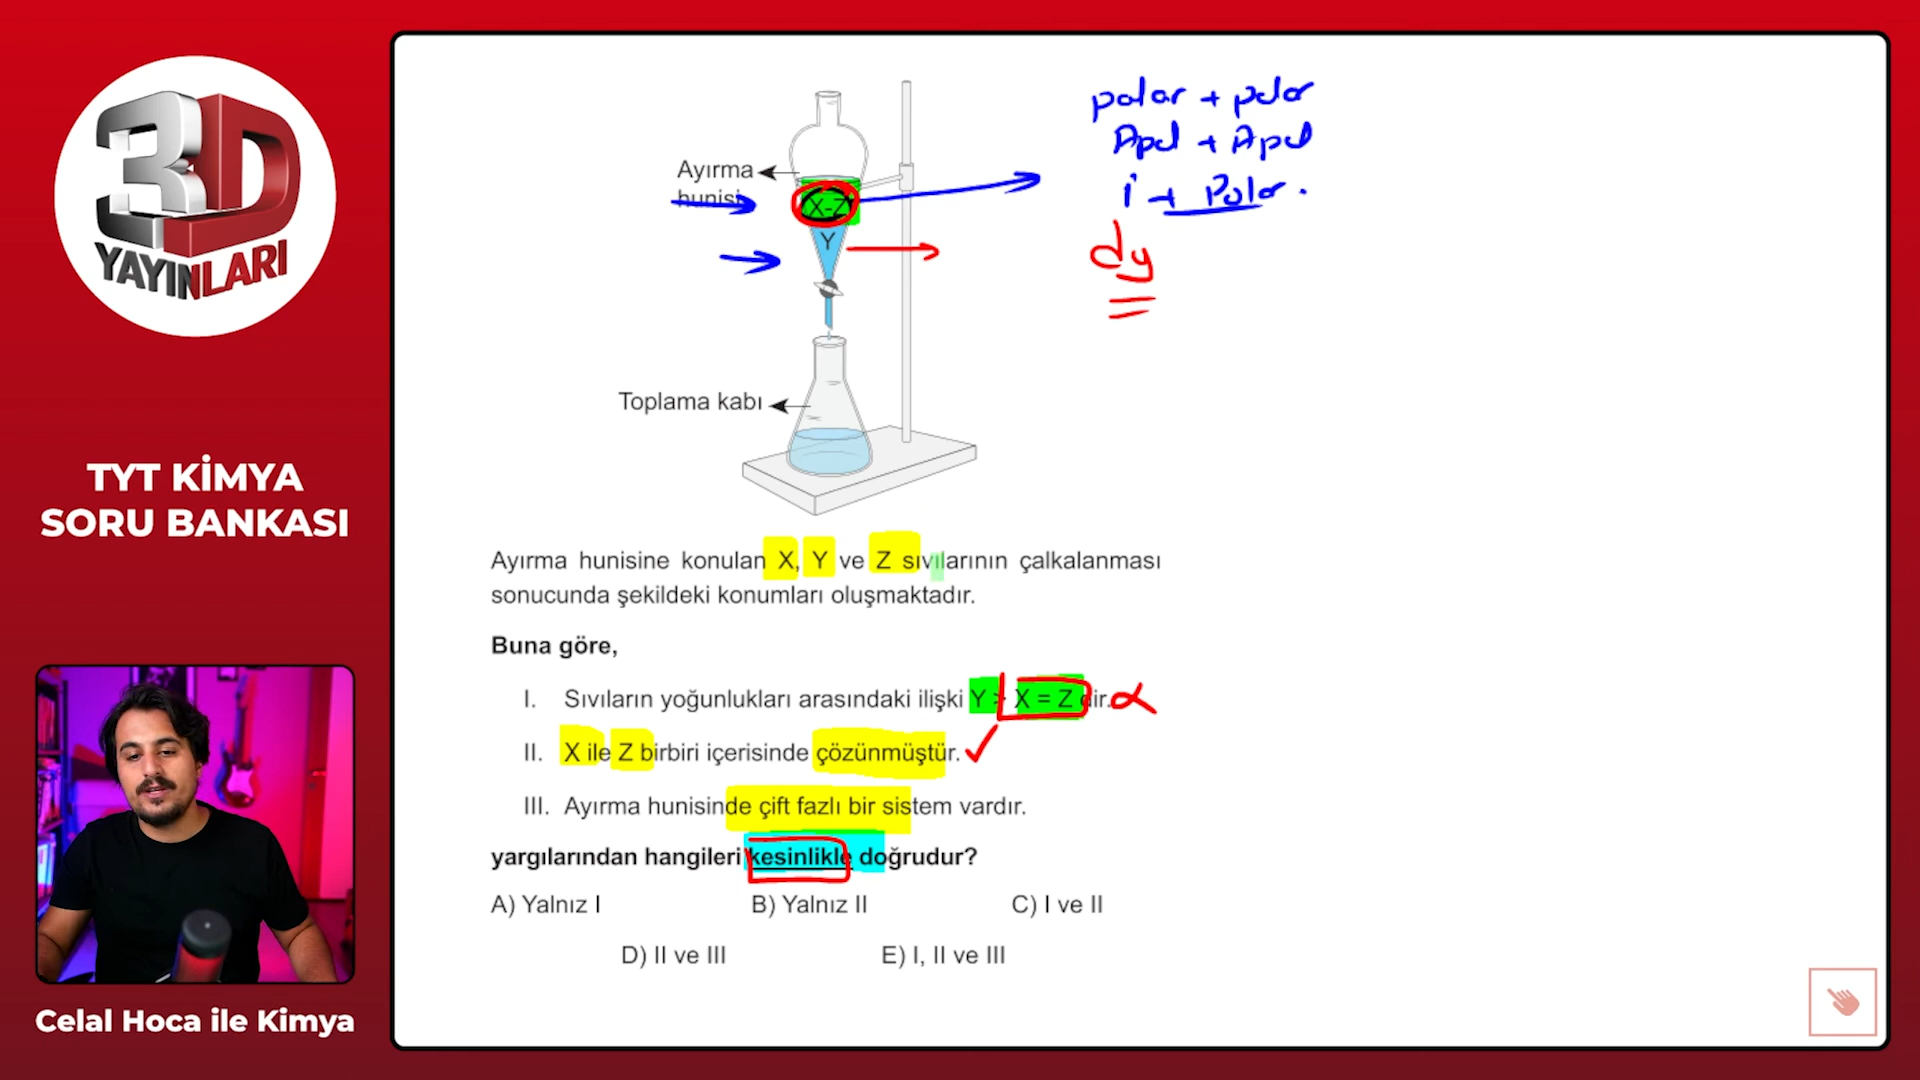 3D
YAYINLARI
TYT KİMYA
SORU BANKASI
Celal Hoca ile Kimya
Ayırma
hunisi
X-Z
Y
Toplama kabı
polar + polar
Apol + Apol
i + Polar.
dy
Ayırma hunisine konulan X, Y ve Z sıvılarının çalkalanması
sonucunda şekildeki konumları oluşmaktadır.
Buna göre,
I. Sıvıların yoğunlukları arasındaki ilişki Y > X = Z dir.
II. X ile Z birbiri içerisinde çözünmüştür.
III. Ayırma hunisinde çift fazlı bir sistem vardır.
yargılarından hangileri kesinlikle doğrudur?
A) Yalnız I B) Yalnız II C) I ve II
D) II ve III E) I, II ve III